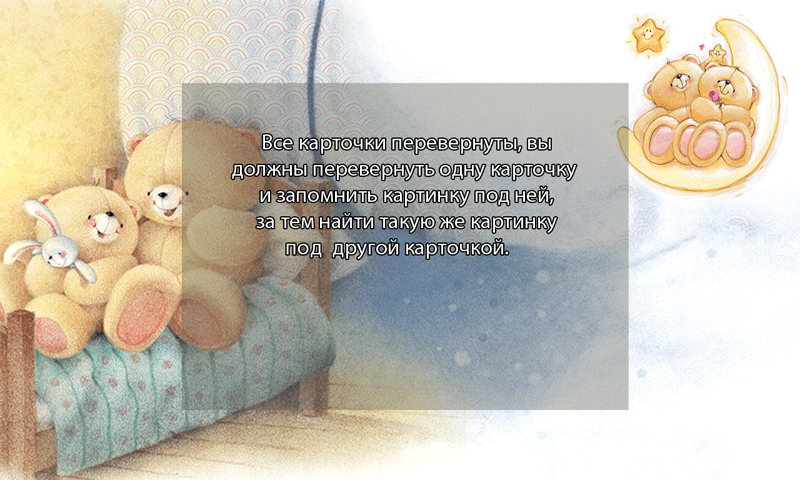 Все карточки перевернуты, вы
должны перевернуть одну карточку
и запомнить картинку под ней,
за тем найти такую же картинку
под  другой карточкой.